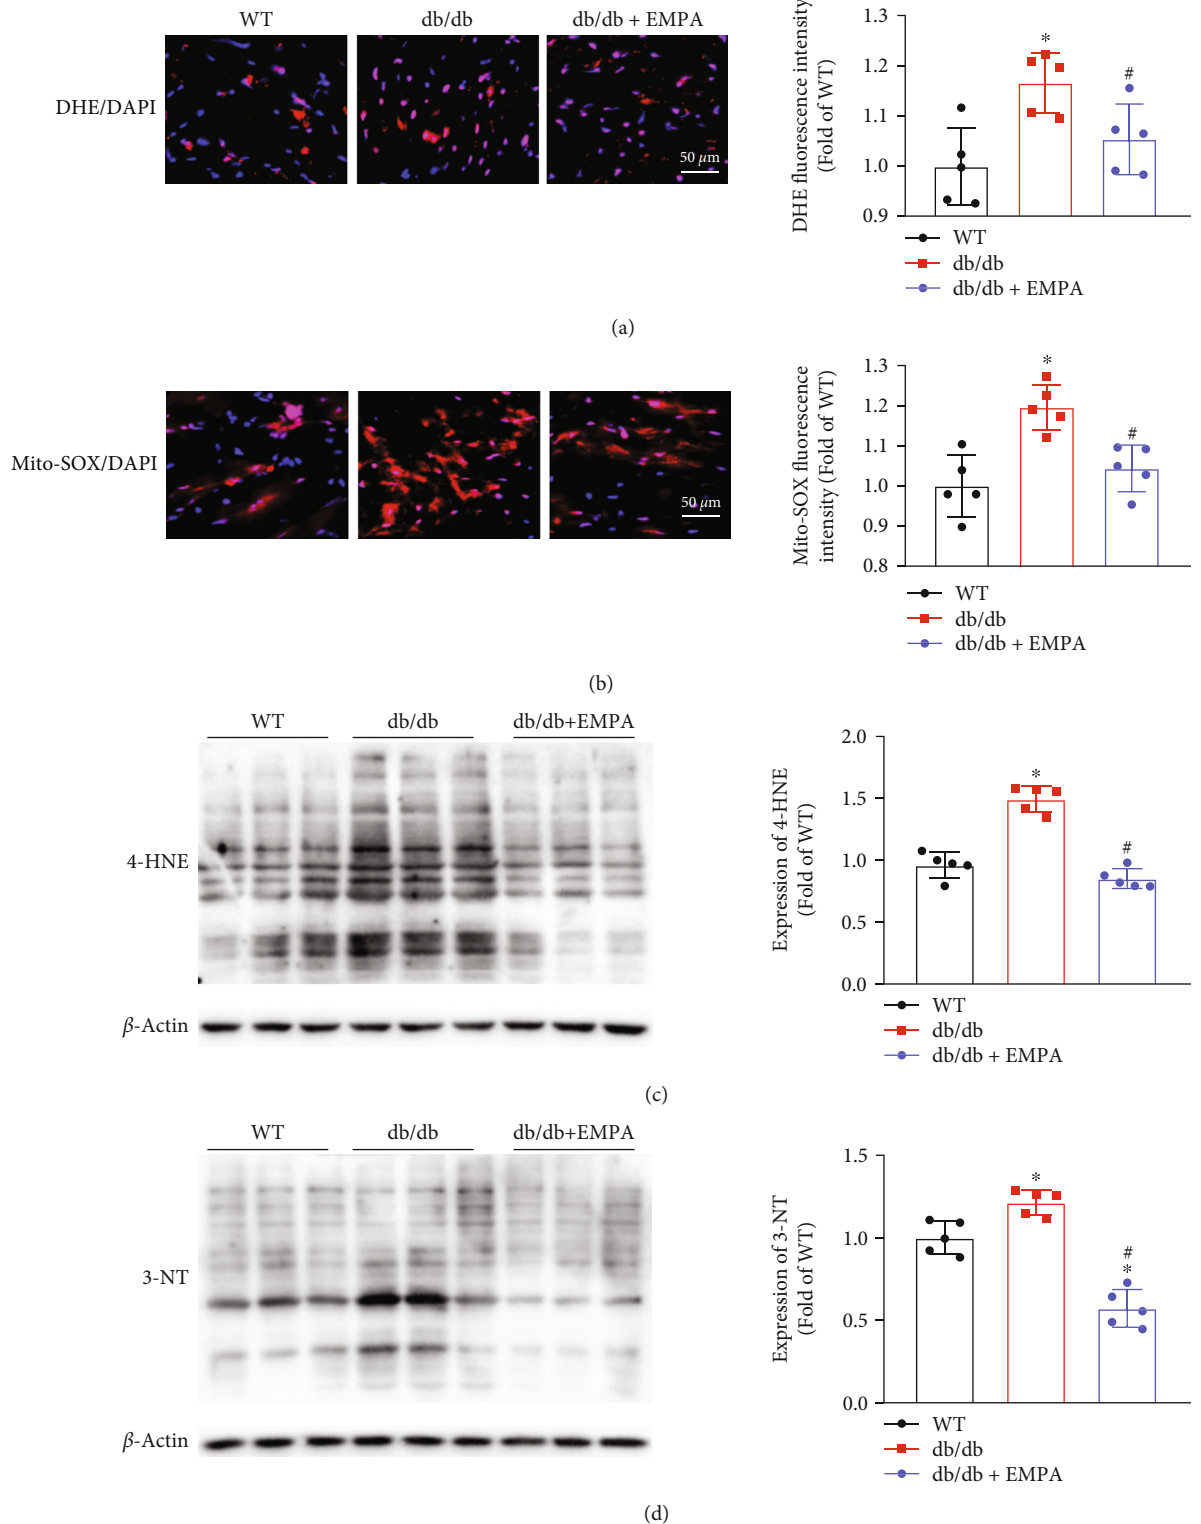 WT db/db db/db + EMPA
DHE/DAPI
50 μm
DHE fluorescence intensity
(Fold of WT)
1.3
1.2
1.1
1.0
0.9
*
#
WT
db/db
db/db + EMPA
(a)
Mito-SOX/DAPI
50 μm
Mito-SOX fluorescence
intensity (Fold of WT)
1.3
1.2
1.1
1.0
0.9
0.8
*
#
WT
db/db
db/db + EMPA
(b)
WT db/db db/db+EMPA
4-HNE
β-Actin
Expression of 4-HNE
(Fold of WT)
2.0
1.5
1.0
0.5
0.0
*
#
WT
db/db
db/db + EMPA
(c)
WT db/db db/db+EMPA
3-NT
β-Actin
Expression of 3-NT
(Fold of WT)
1.5
1.0
0.5
0.0
*
#
*
WT
db/db
db/db + EMPA
(d)